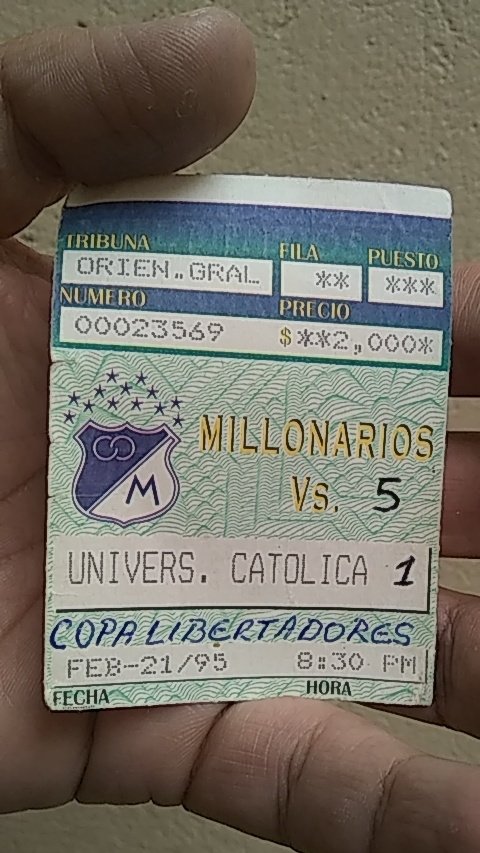 TRIBUNA FILA PUESTO
ORIEN.GRAL ** ***
NUMERO PRECIO
00023569 $**2,000*
M
MILLONARIOS
Vs. 5
UNIVERS. CATOLICA 1
COPA LIBERTADORES
FEB-21/95 8:30 PM
FECHA HORA